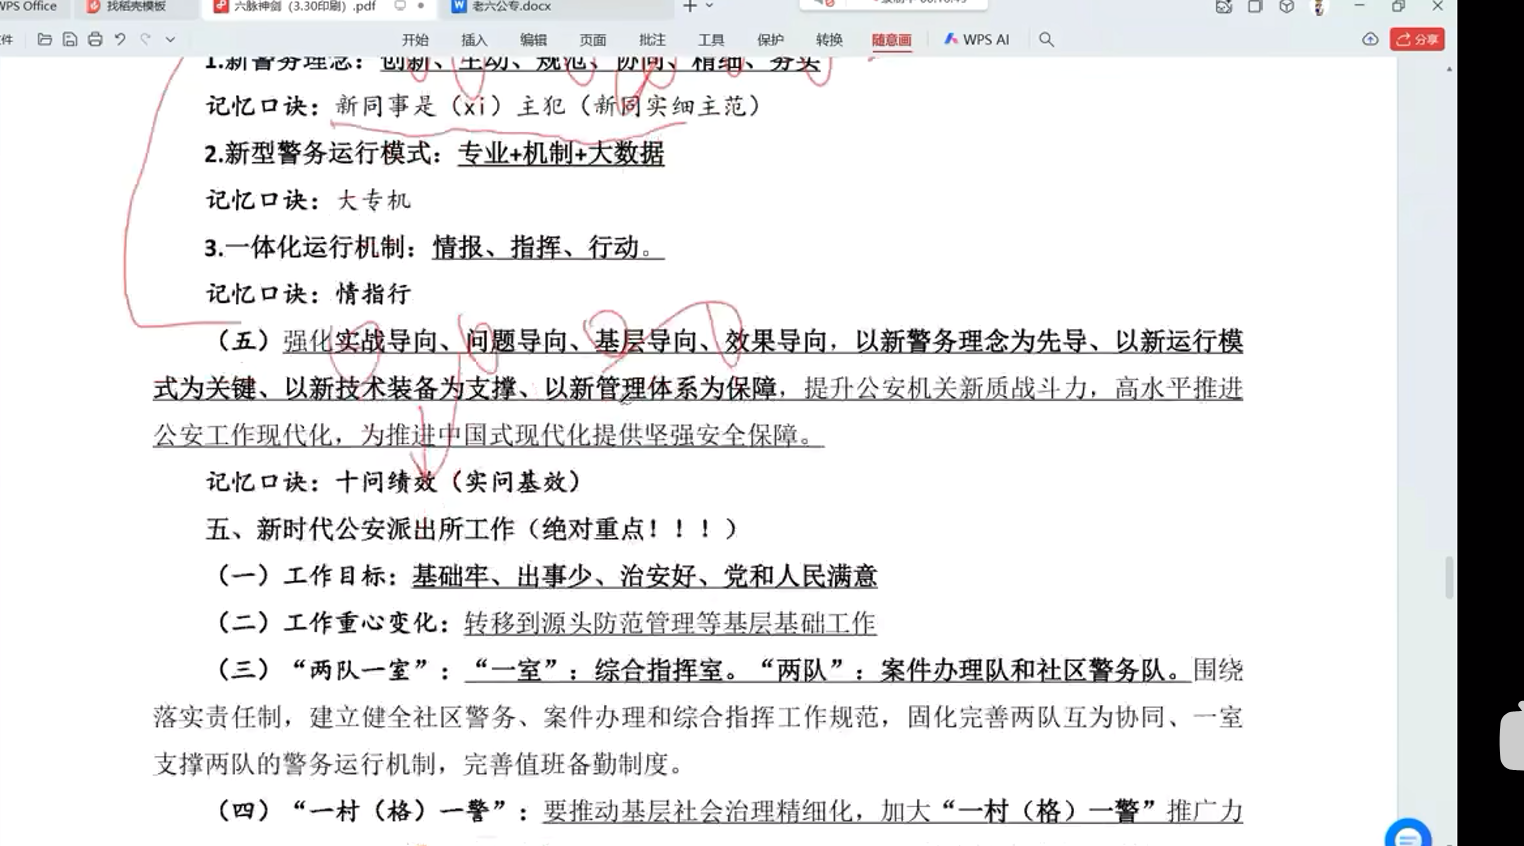 WPS Office
找稻壳模板
六脉神剑（3.30印刷）.pdf
老六公专.docx
开始 插入 编辑 页面 批注 工具 保护 转换 随意画 WPS AI
分享
1.新警务理念：创新、主动、规范、协同、精细、务实
记忆口诀：新同事是（xi）主犯（新同实细主范）
2.新型警务运行模式：专业+机制+大数据
记忆口诀：大专机
3.一体化运行机制：情报、指挥、行动。
记忆口诀：情指行
（五）强化实战导向、问题导向、基层导向、效果导向，以新警务理念为先导、以新运行模
式为关键、以新技术装备为支撑、以新管理体系为保障，提升公安机关新质战斗力，高水平推进
公安工作现代化，为推进中国式现代化提供坚强安全保障。
记忆口诀：十问绩效（实问基效）
五、新时代公安派出所工作（绝对重点！！！）
（一）工作目标：基础牢、出事少、治安好、党和人民满意
（二）工作重心变化：转移到源头防范管理等基层基础工作
（三）“两队一室”：“一室”：综合指挥室。“两队”：案件办理队和社区警务队。围绕
落实责任制，建立健全社区警务、案件办理和综合指挥工作规范，固化完善两队互为协同、一室
支撑两队的警务运行机制，完善值班备勤制度。
（四）“一村（格）一警”：要推动基层社会治理精细化，加大“一村（格）一警”推广力